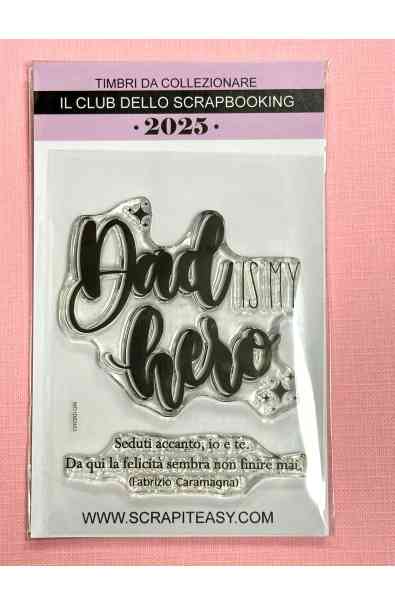 TIMBRI DA COLLEZIONARE
IL CLUB DELLO SCRAPBOOKING
• 2025 •
Dad
IS MY
hero
Seduti accanto, io e te.
Da qui la felicità sembra non finire mai.
(Fabrizio Caramagna)
WWW.SCRAPITEASY.COM